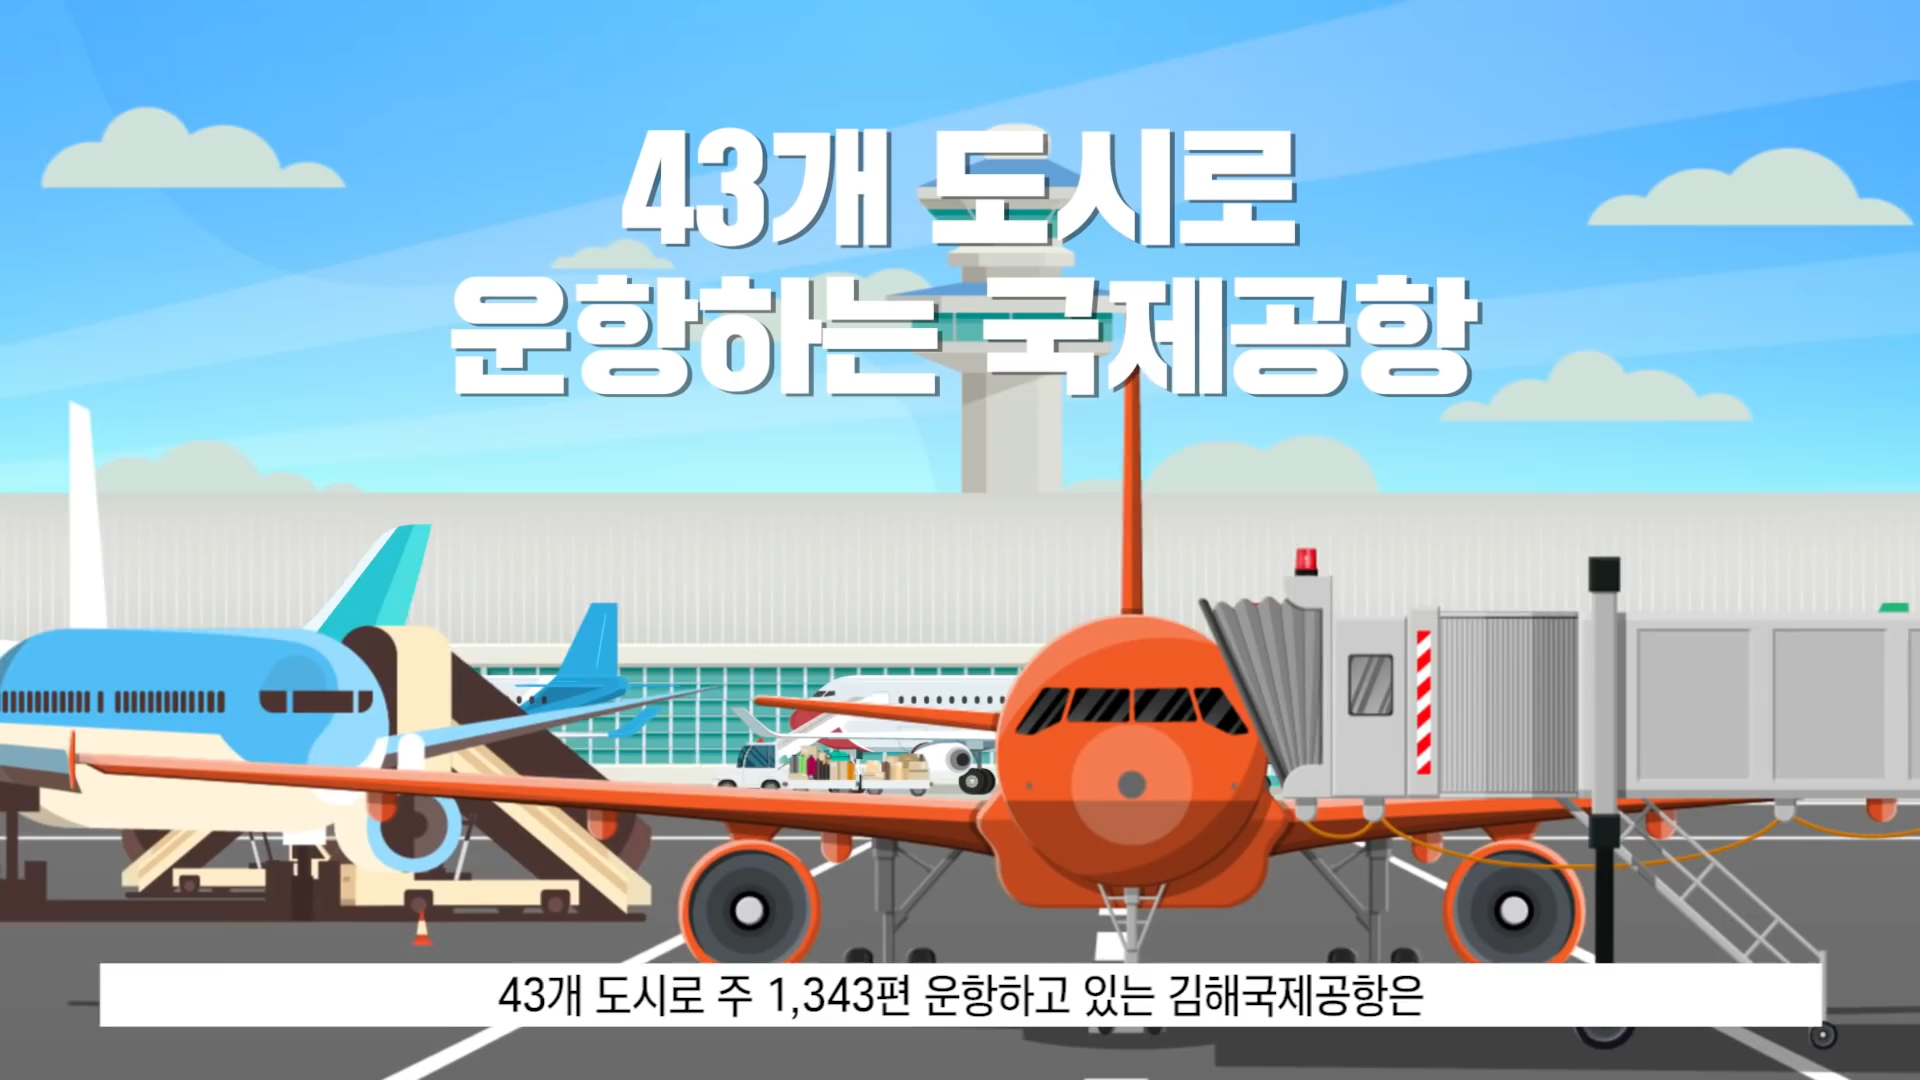 43개 도시로
운항하는 국제공항
43개 도시로 주 1,343편 운항하고 있는 김해국제공항은